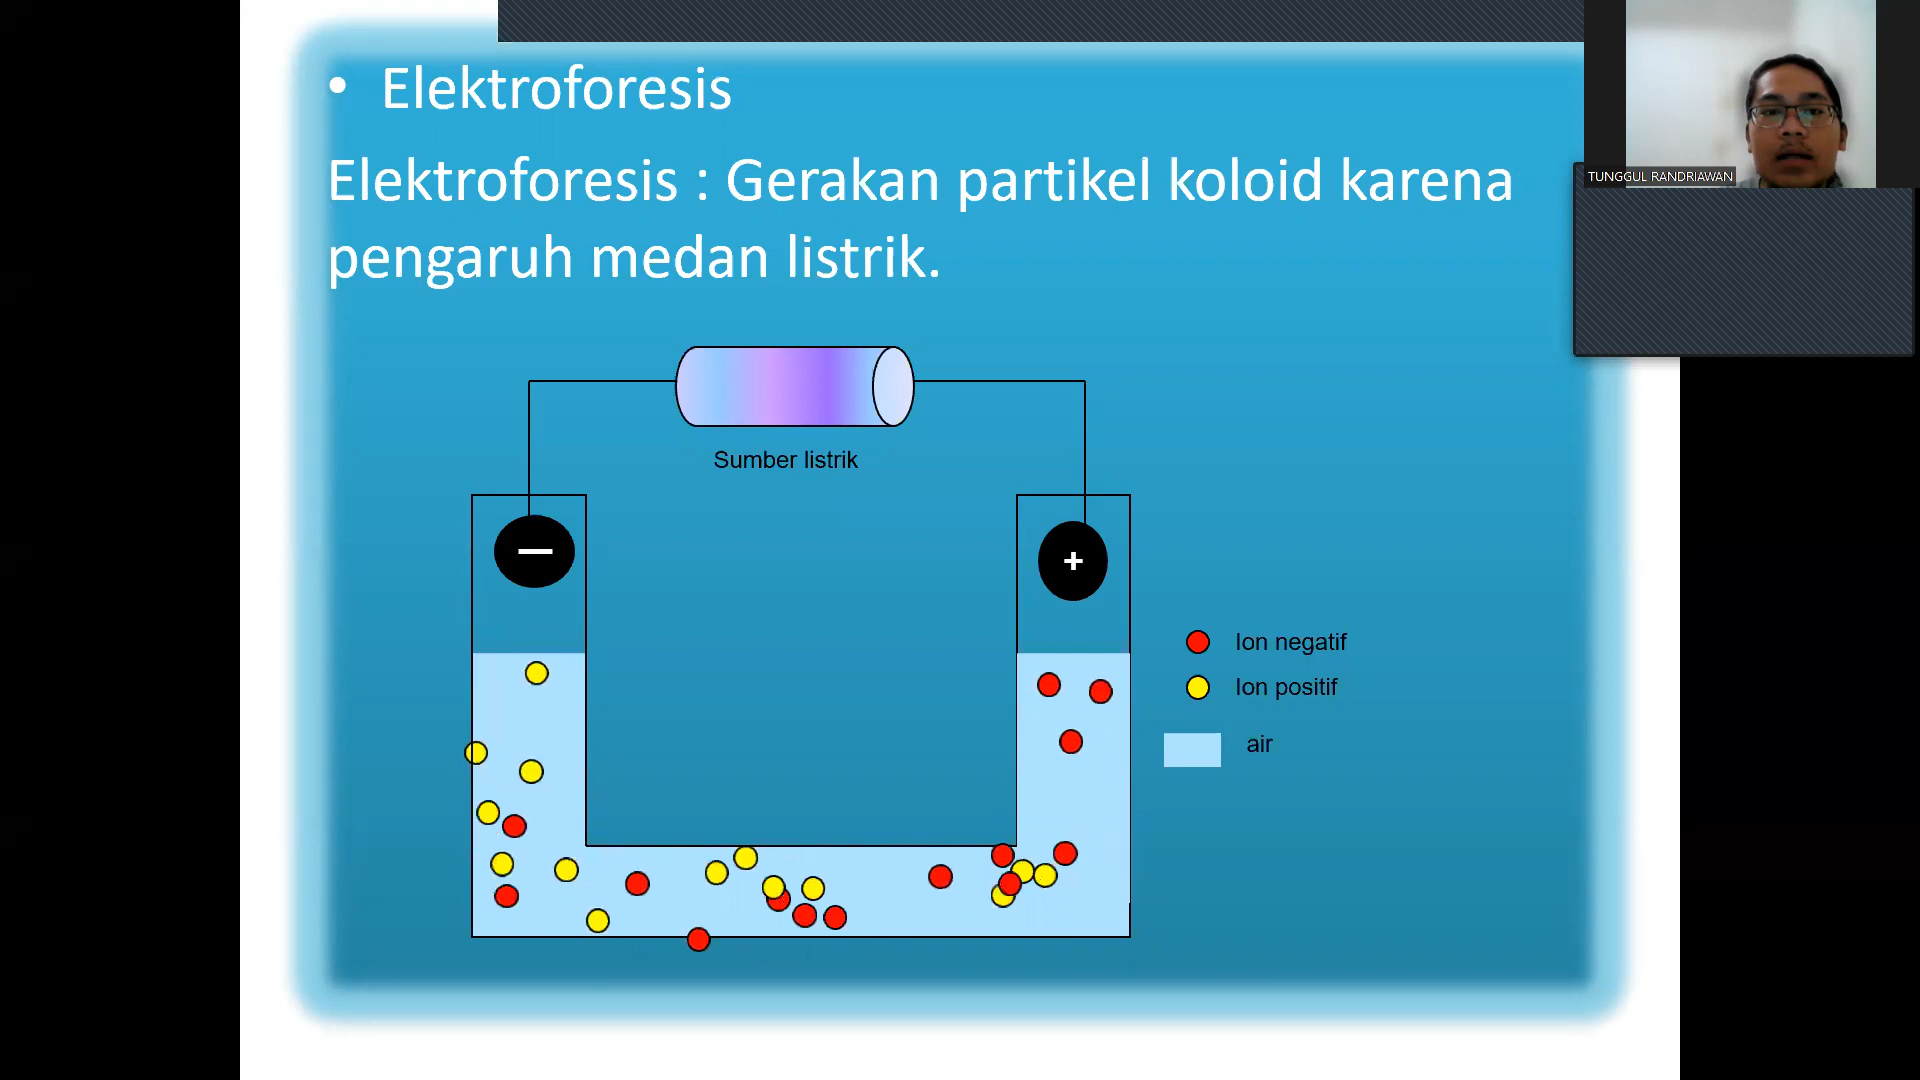 • Elektroforesis
Elektroforesis : Gerakan partikel koloid karena
pengaruh medan listrik.
TUNGGUL RANDRIAWAN
Sumber listrik
—
+
Ion negatif
Ion positif
air